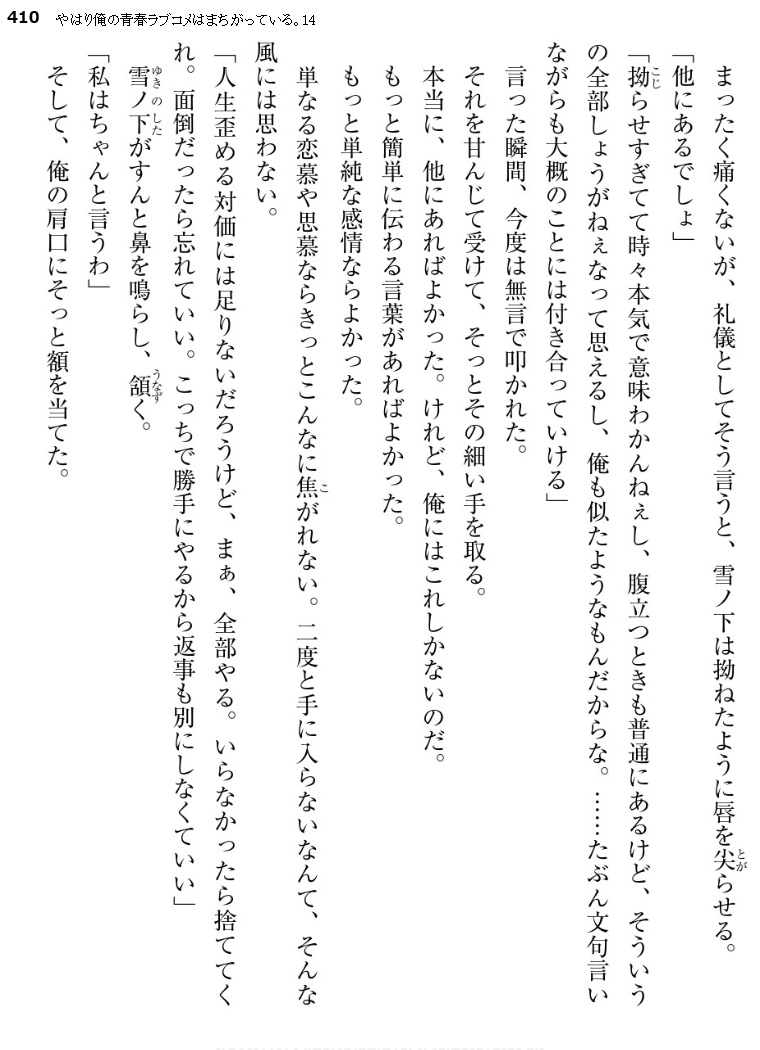 410 やはり俺の青春ラブコメはまちがっている。14
まったく痛くないが、礼儀としてそう言うと、雪ノ下は拗ねたように唇を尖らせる。
「他にあるでしょ」
「拗らせすぎてて時々本気で意味わかんねぇし、腹立つときも普通にあるけど、そういう
の全部しょうがねぇなって思えるし、俺も似たようなもんだからな。……たぶん文句言い
ながらも大概のことには付き合っていける」
言った瞬間、今度は無言で叩かれた。
それを甘んじて受けて、そっとその細い手を取る。
本当に、他にあればよかった。けれど、俺にはこれしかないのだ。
もっと簡単に伝わる言葉があればよかった。
もっと単純な感情ならよかった。
単なる恋慕や思慕ならきっとこんなに焦がれない。二度と手に入らないなんて、そんな
風には思わない。
「人生歪める対価には足りないだろうけど、まぁ、全部やる。いらなかったら捨ててく
れ。面倒だったら忘れていい。こっちで勝手にやるから返事も別にしなくていい」
雪ノ下がすんと鼻を鳴らし、頷く。
「私はちゃんと言うわ」
そして、俺の肩口にそっと額を当てた。